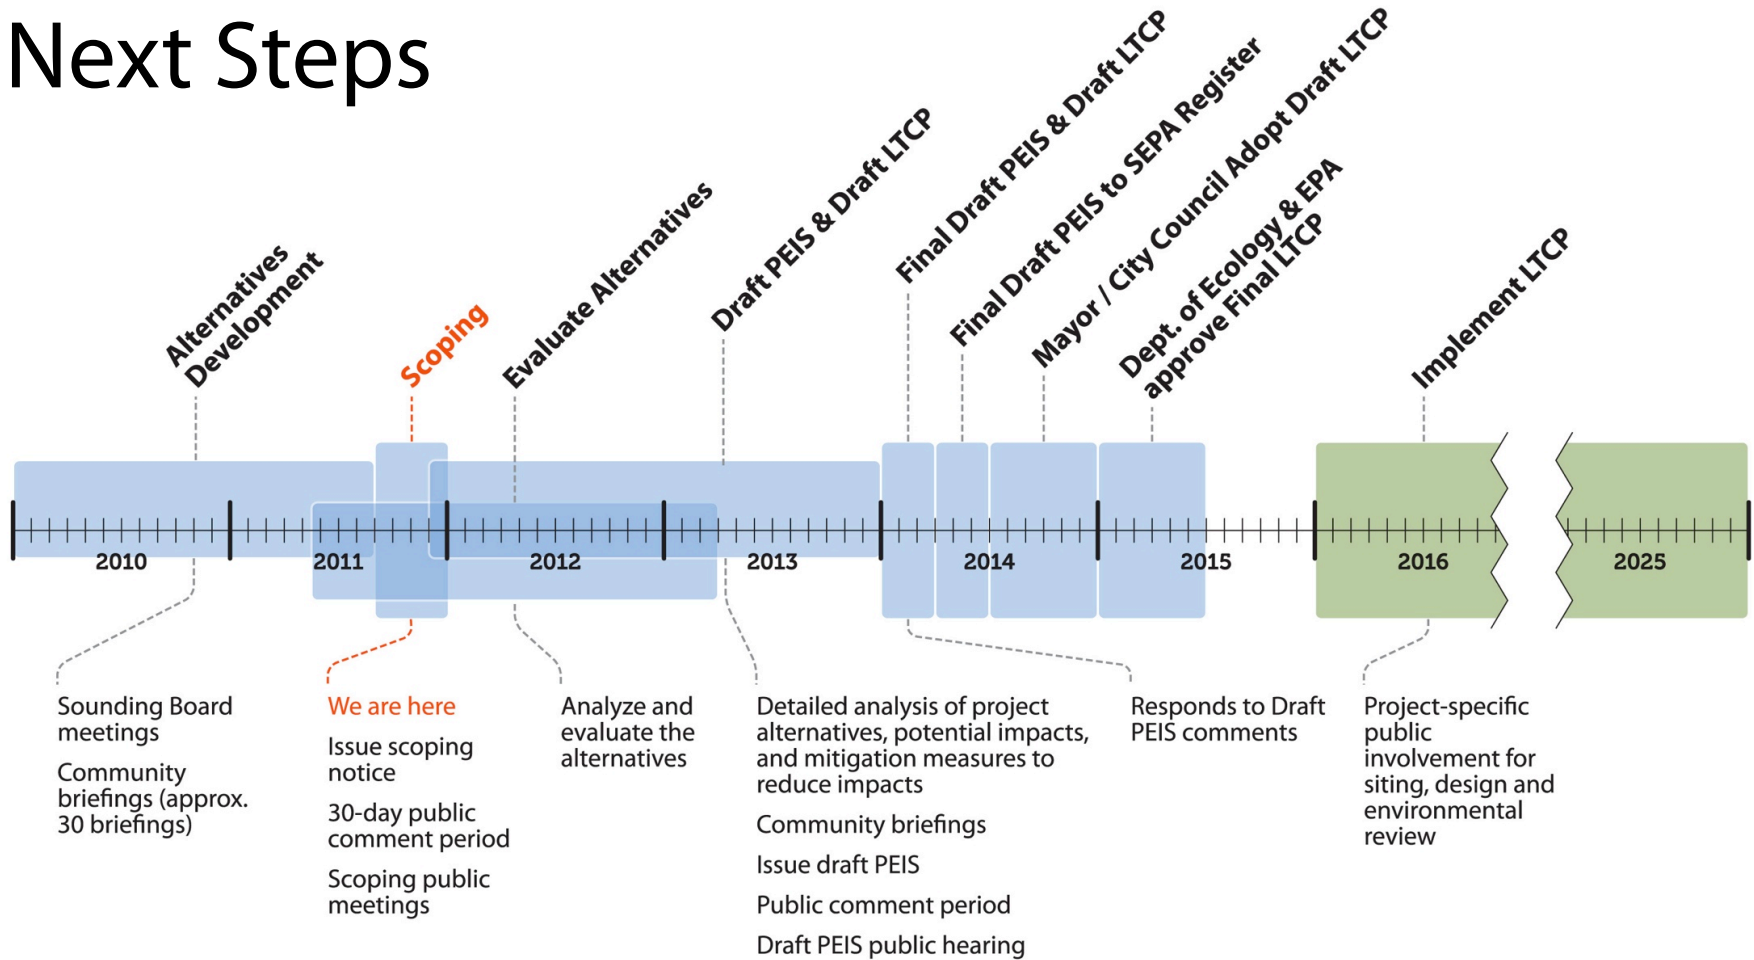 Next Steps
Alternatives
Development
Scoping
Evaluate Alternatives
Draft PEIS & Draft LTCP
Final Draft PEIS & Draft LTCP
Final Draft PEIS to SEPA Register
Mayor / City Council Adopt Draft LTCP
Dept. of Ecology & EPA
approve Final LTCP
Implement LTCP
2010
2011
2012
2013
2014
2015
2016
2025
Sounding Board
meetings
Community
briefings (approx.
30 briefings)
We are here
Issue scoping
notice
30-day public
comment period
Scoping public
meetings
Analyze and
evaluate the
alternatives
Detailed analysis of project
alternatives, potential impacts,
and mitigation measures to
reduce impacts
Community briefings
Issue draft PEIS
Public comment period
Draft PEIS public hearing
Responds to Draft
PEIS comments
Project-specific
public
involvement for
siting, design and
environmental
review